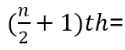 (n/2 + 1)th=